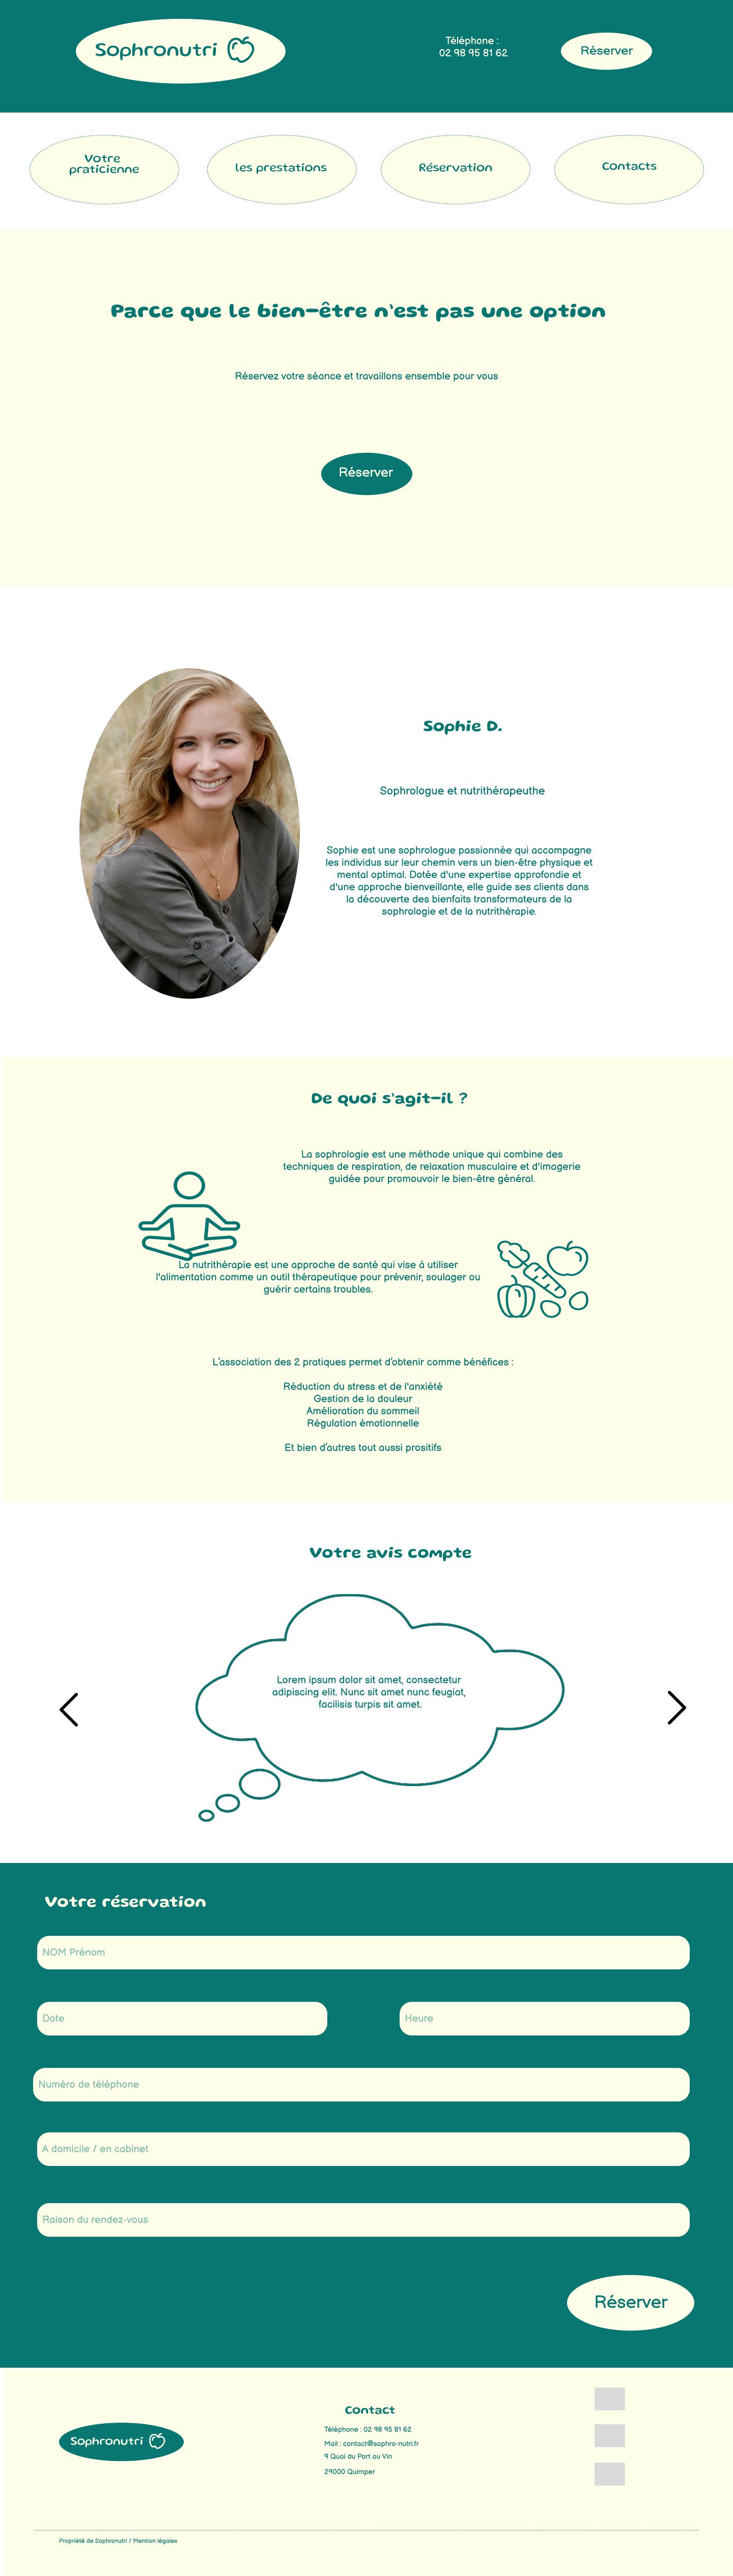 Sophronutri
Téléphone :
02 98 95 81 62
Réserver
Votre
praticienne
les prestations
Réservation
Contacts
Parce que le bien-être n'est pas une option
Réservez votre séance et travaillons ensemble pour vous
Réserver
Sophie D.
Sophrologue et nutrithérapeuthe
Sophie est une sophrologue passionnée qui accompagne
les individus sur leur chemin vers un bien-être physique et
mental optimal. Dotée d'une expertise approfondie et
d'une approche bienveillante, elle guide ses clients dans
la découverte des bienfaits transformateurs de la
sophrologie et de la nutrithérapie.
De quoi s'agit-il ?
La sophrologie est une méthode unique qui combine des
techniques de respiration, de relaxation musculaire et d'imagerie
guidée pour promouvoir le bien-être général.
La nutrithérapie est une approche de santé qui vise à utiliser
l'alimentation comme un outil thérapeutique pour prévenir, soulager ou
guérir certains troubles.
L'association des 2 pratiques permet d'obtenir comme bénéfices :
Réduction du stress et de l'anxiété
Gestion de la douleur
Amélioration du sommeil
Régulation émotionnelle
Et bien d'autres tout aussi prositifs
Votre avis compte
Lorem ipsum dolor sit amet, consectetur
adipiscing elit. Nunc sit amet nunc feugiat,
facilisis turpis sit amet.
Votre réservation
NOM Prénom
Date
Heure
Numéro de téléphone
A domicile / en cabinet
Raison du rendez-vous
Réserver
Sophronutri
Contact
Téléphone : 02 98 95 81 62
Mail : contact@sophro-nutri.fr
9 Quai du Port au Vin
29000 Quimper
Propriété de Sophronutri / Mention légales